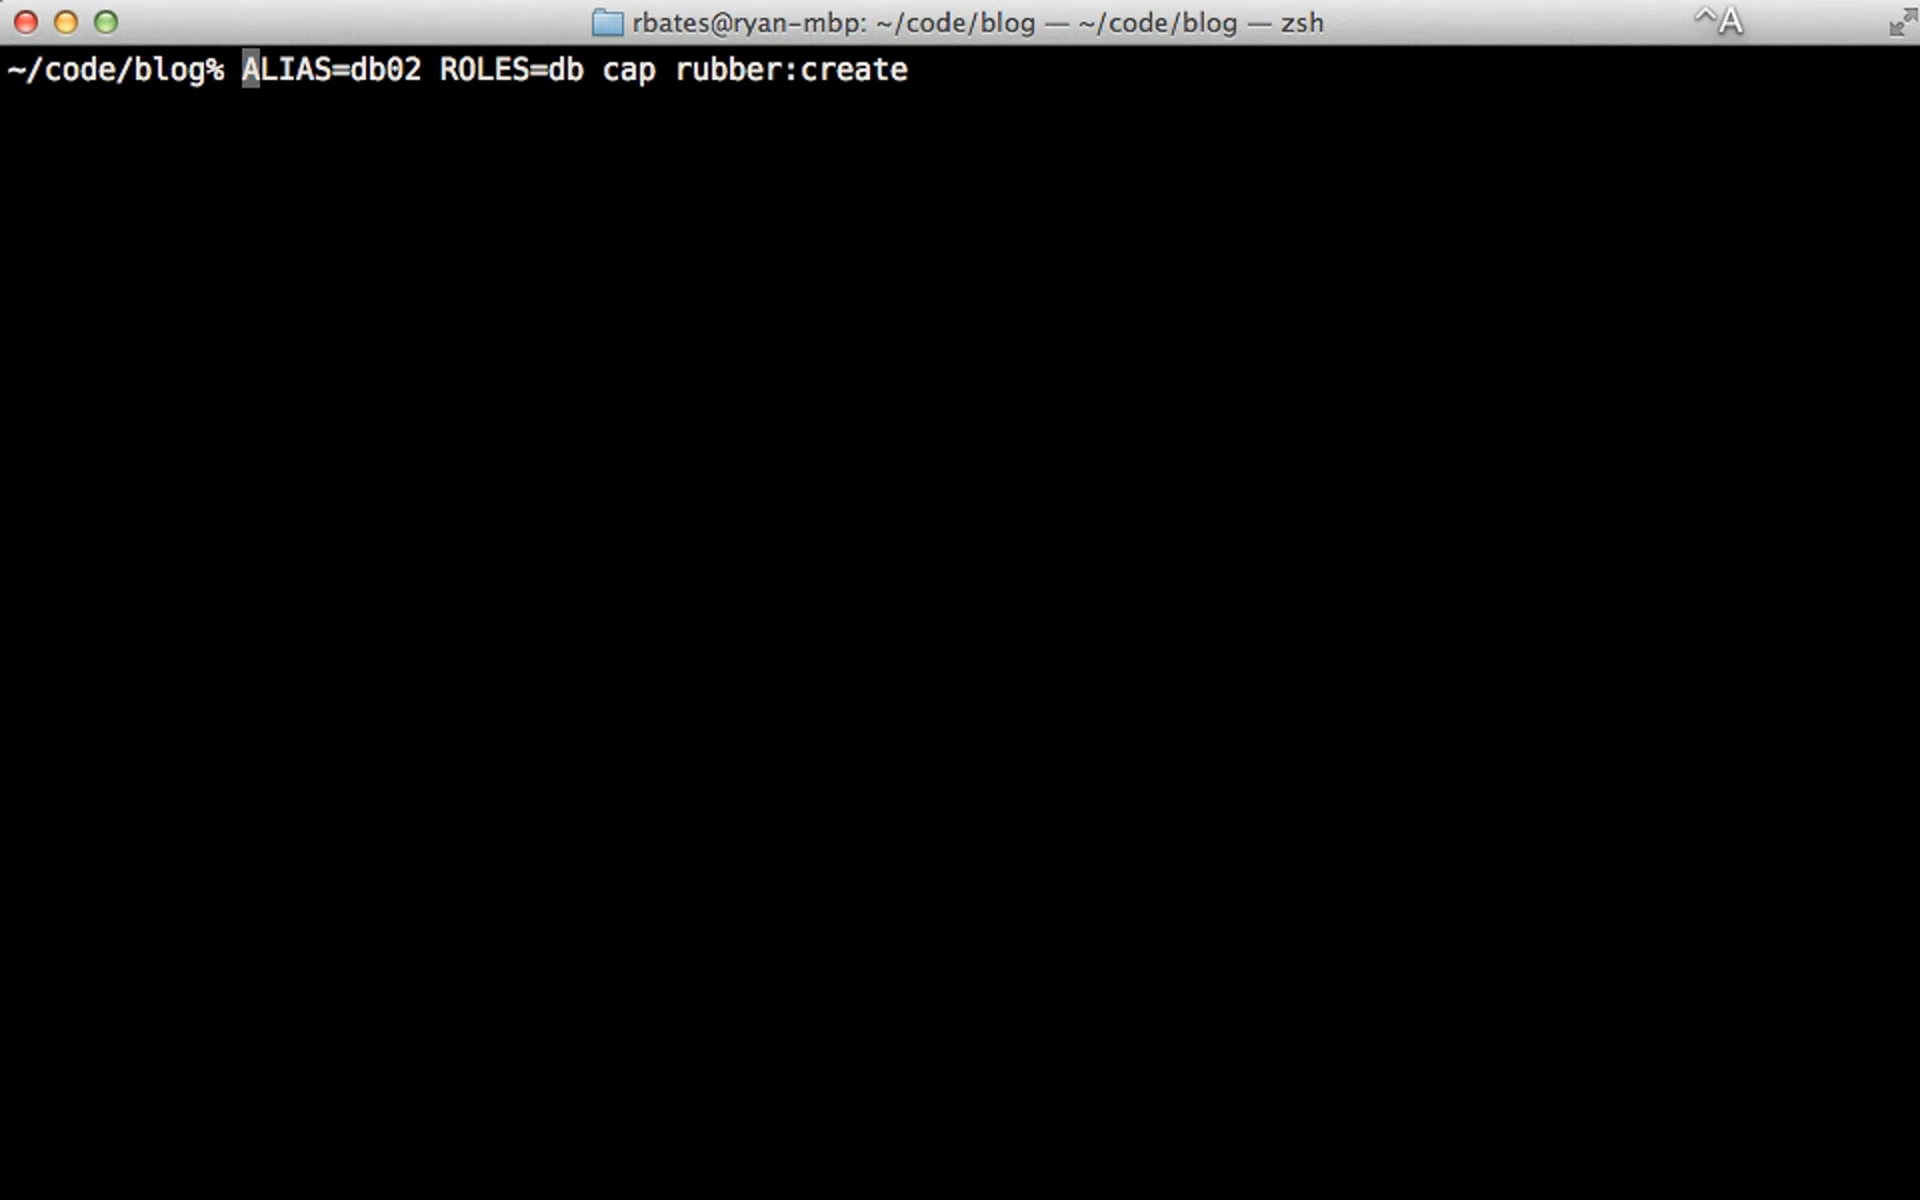 rbates@ryan-mbp: ~/code/blog — ~/code/blog — zsh ^A
~/code/blog% ALIAS=db02 ROLES=db cap rubber:create